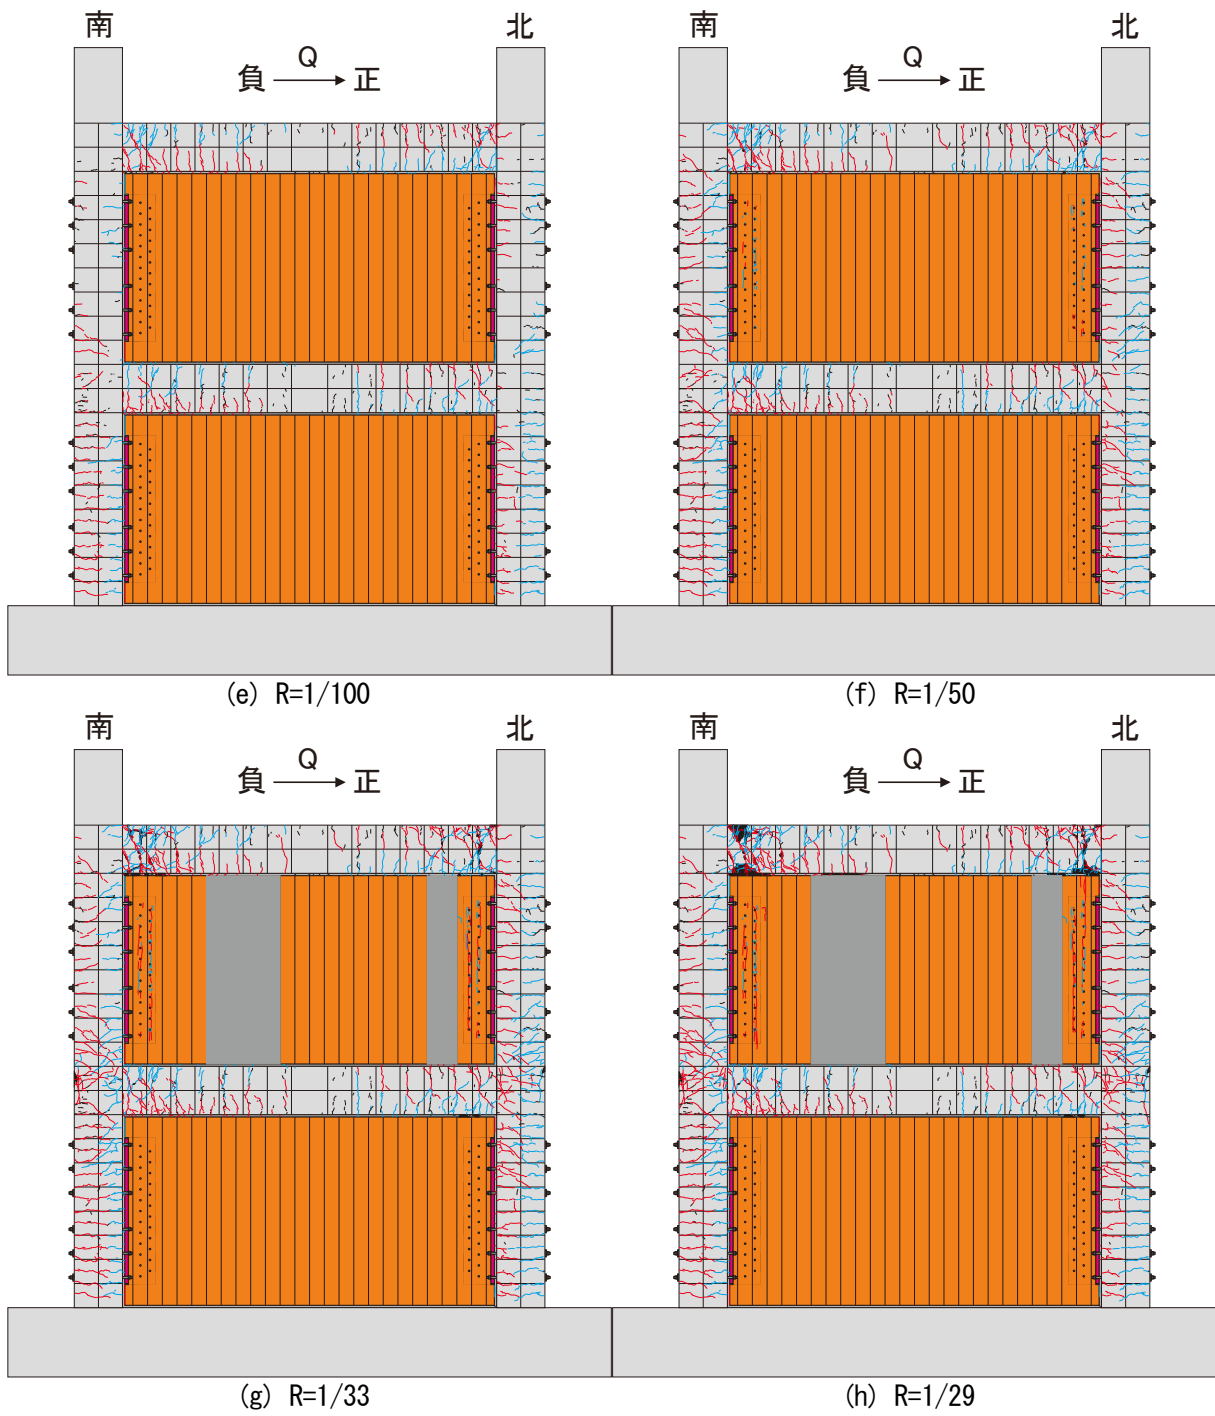 南 北 南 北
Q Q
負 正 負 正
(e) R=1/100 (f) R=1/50
南 北 南 北
Q Q
負 正 負 正
(g) R=1/33 (h) R=1/29